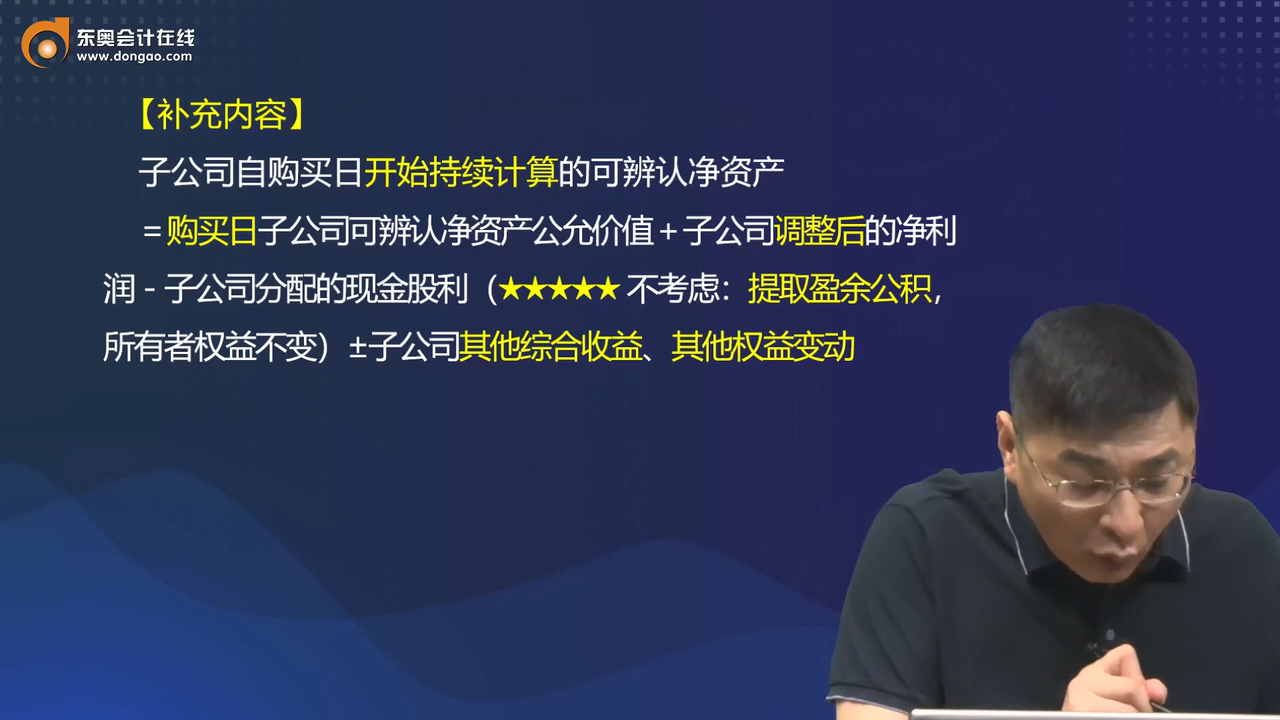 东奥会计在线
www.dongao.com
【补充内容】
子公司自购买日开始持续计算的可辨认净资产
＝购买日子公司可辨认净资产公允价值＋子公司调整后的净利
润－子公司分配的现金股利（★★★★★ 不考虑：提取盈余公积，
所有者权益不变）±子公司其他综合收益、其他权益变动